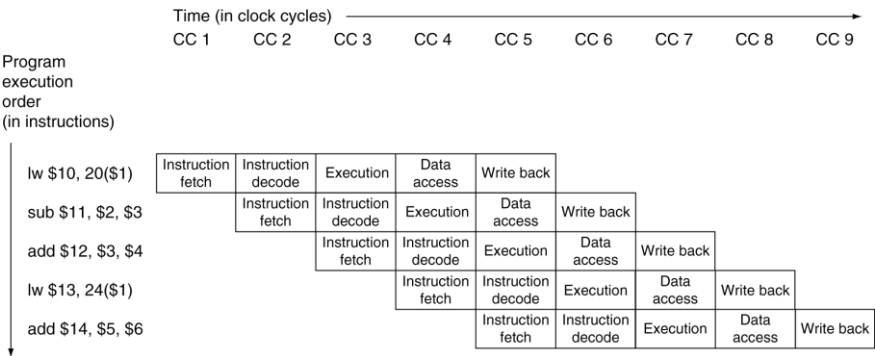 Time (in clock cycles)
CC 1 CC 2 CC 3 CC 4 CC 5 CC 6 CC 7 CC 8 CC 9
Program
execution
order
(in instructions)
lw $10, 20($1)
Instruction
fetch
Instruction
decode
Execution
Data
access
Write back
sub $11, $2, $3
Instruction
fetch
Instruction
decode
Execution
Data
access
Write back
add $12, $3, $4
Instruction
fetch
Instruction
decode
Execution
Data
access
Write back
lw $13, 24($1)
Instruction
fetch
Instruction
decode
Execution
Data
access
Write back
add $14, $5, $6
Instruction
fetch
Instruction
decode
Execution
Data
access
Write back